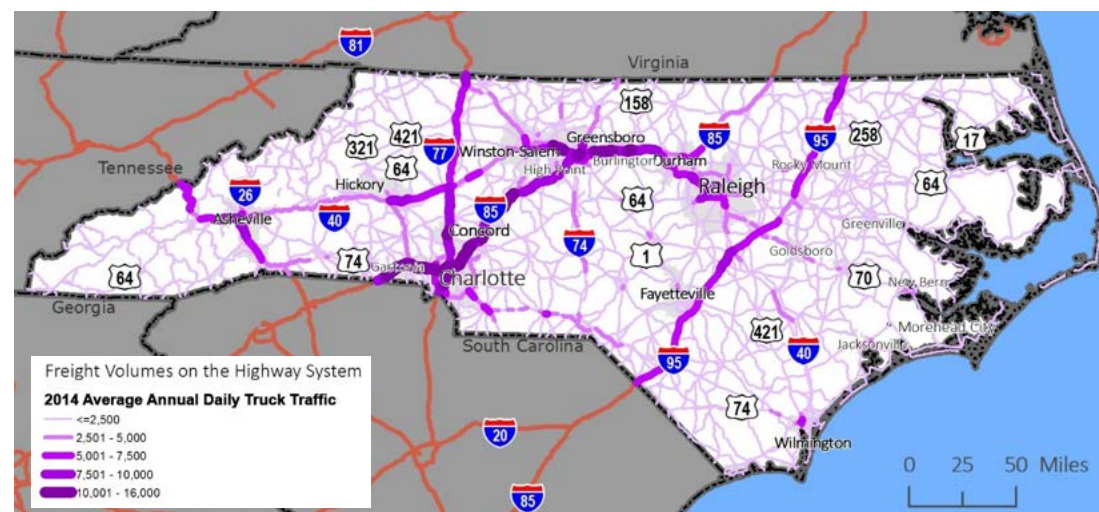 81
Virginia
158
421
321
77
64
85
95
258
17
Greensboro
Winston-Salem
Burlington
Durham
High Point
Rocky Mount
Tennessee
26
Hickory
64
Raleigh
64
40
85
Asheville
Concord
74
Greenville
1
Goldsboro
74
Gastonia
Charlotte
64
70
New Bern
Fayetteville
Georgia
421
Morehead City
Jacksonville
South Carolina
40
95
74
Wilmington
20
85
Freight Volumes on the Highway System
2014 Average Annual Daily Truck Traffic
<=2,500
2,501 - 5,000
5,001 - 7,500
7,501 - 10,000
10,001 - 16,000
0 25 50 Miles